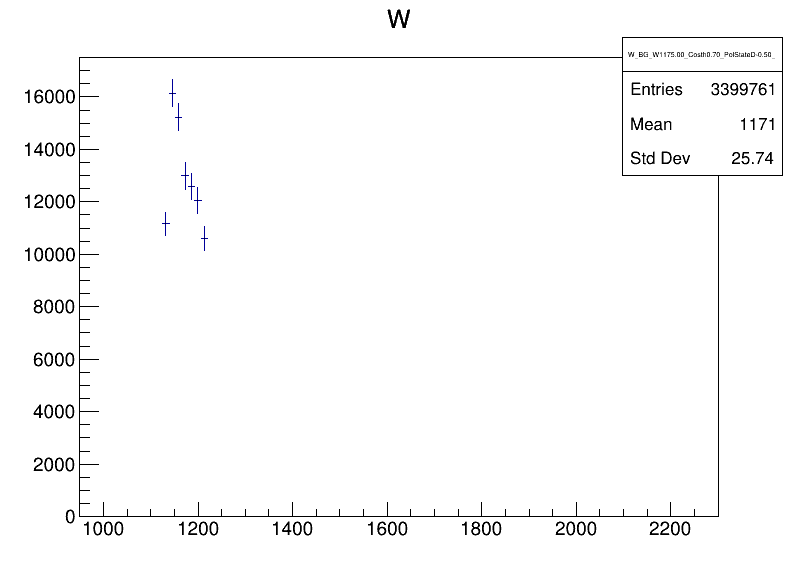 W
W_BG_W1175.00_Costh0.70_PolStateD-0.50_
Entries 3399761
Mean 1171
Std Dev 25.74
16000
14000
12000
10000
8000
6000
4000
2000
0
1000 1200 1400 1600 1800 2000 2200